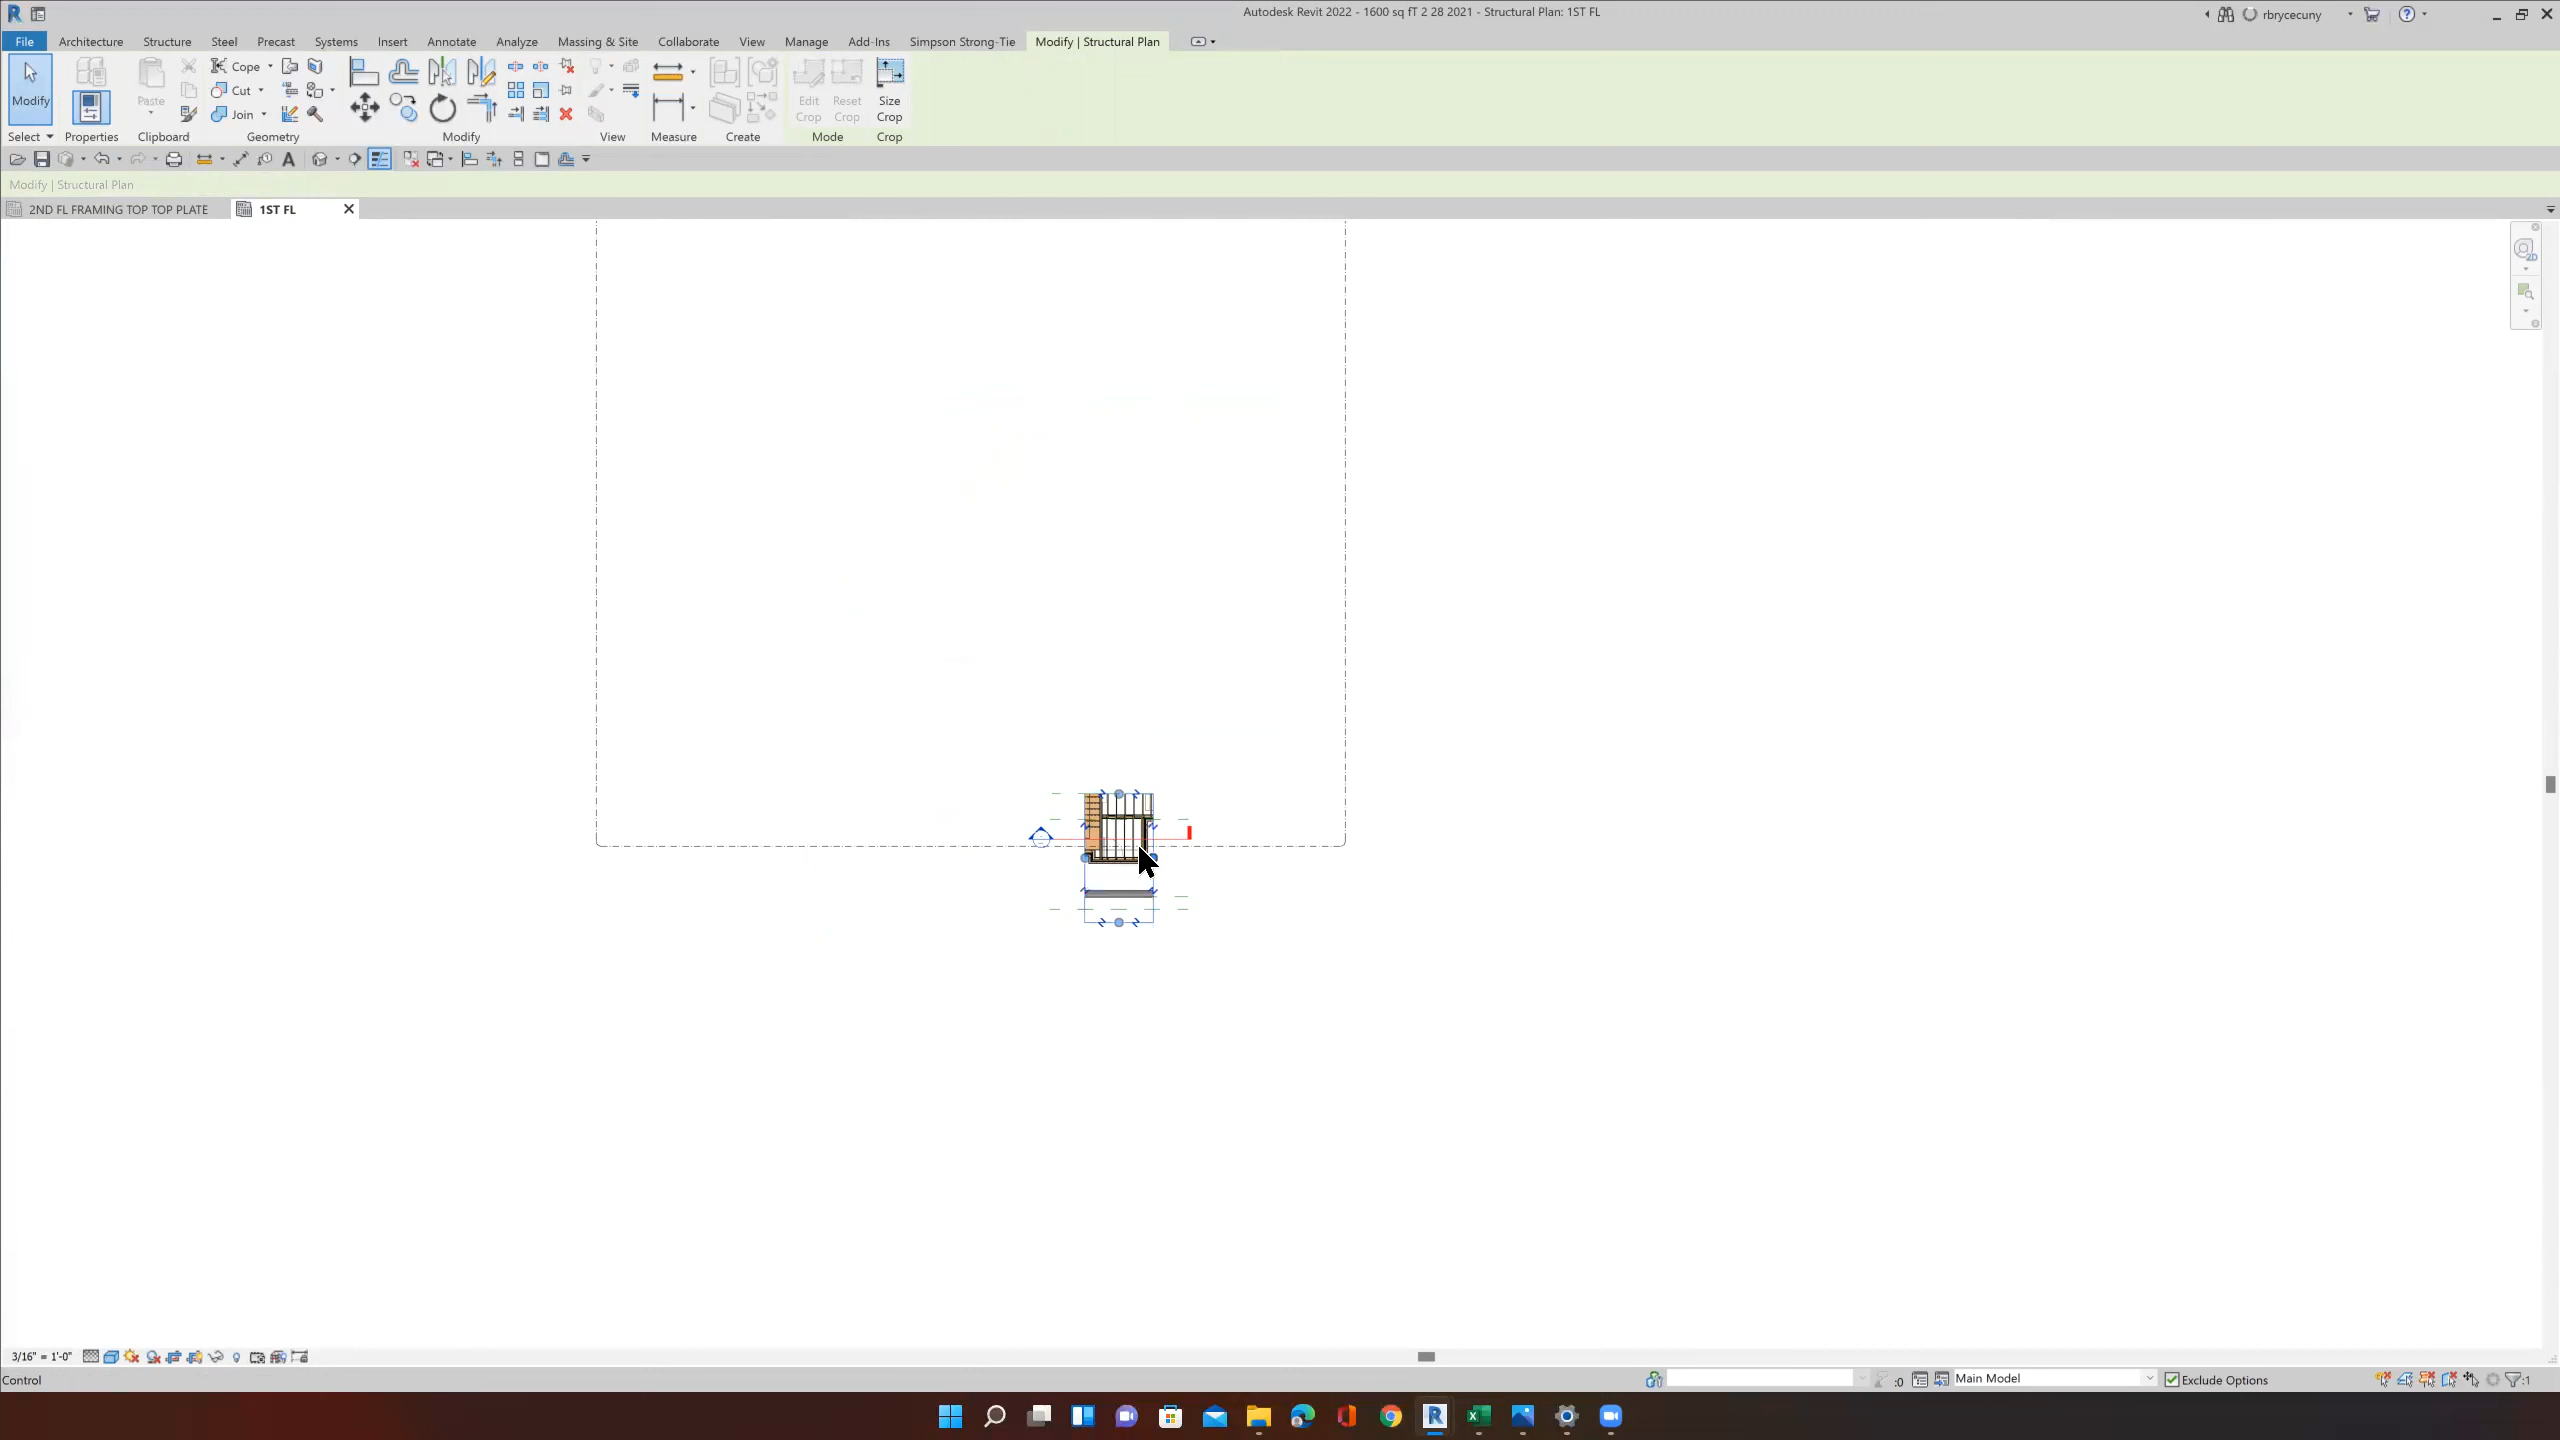 Autodesk Revit 2022 - 1600 sq fT 2 28 2021 - Structural Plan: 1ST FL
rbrycecuny
File Architecture Structure Steel Precast Systems Insert Annotate Analyze Massing & Site Collaborate View Manage Add-Ins Simpson Strong-Tie Modify | Structural Plan
Modify
Paste
Cope
Cut
Join
Edit Crop
Reset Crop
Size Crop
Select Properties Clipboard Geometry Modify View Measure Create Mode Crop
Modify | Structural Plan
2ND FL FRAMING TOP TOP PLATE 1ST FL
2D
3/16" = 1'-0"
Control
:0
Main Model
Exclude Options
:1